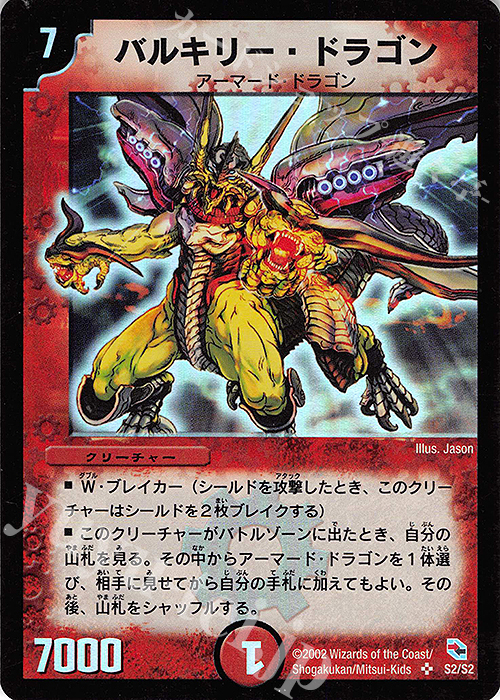 7
バルキリー・ドラゴン
アーマード・ドラゴン
Illus. Jason
クリーチャー
■ W・ブレイカー（シールドを攻撃したとき、このクリー
チャーはシールドを2枚ブレイクする）
■ このクリーチャーがバトルゾーンに出たとき、自分の
山札を見る。その中からアーマード・ドラゴンを1体選
び、相手に見せてから自分の手札に加えてもよい。その
後、山札をシャッフルする。
7000
1
©2002 Wizards of the Coast/
Shogakukan/Mitsui-Kids S2/S2